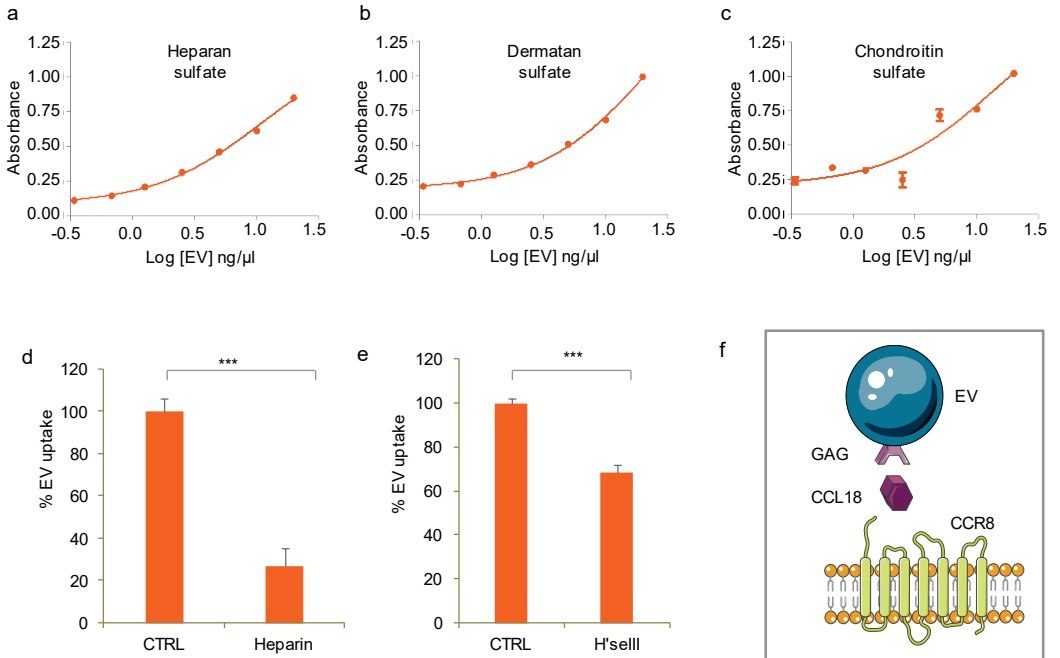 a
Heparan
sulfate
1.25
1.00
0.75
0.50
0.25
0.00
Absorbance
-0.5
0.0
0.5
1.0
1.5
Log [EV] ng/µl
b
Dermatan
sulfate
1.25
1.00
0.75
0.50
0.25
0.00
Absorbance
-0.5
0.0
0.5
1.0
1.5
Log [EV] ng/µl
c
Chondroitin
sulfate
1.25
1.00
0.75
0.50
0.25
0.00
Absorbance
-0.5
0.0
0.5
1.0
1.5
Log [EV] ng/µl
d
***
120
100
80
60
40
20
0
% EV uptake
CTRL
Heparin
e
***
120
100
80
60
40
20
0
% EV uptake
CTRL
H'seIII
f
EV
GAG
CCL18
CCR8